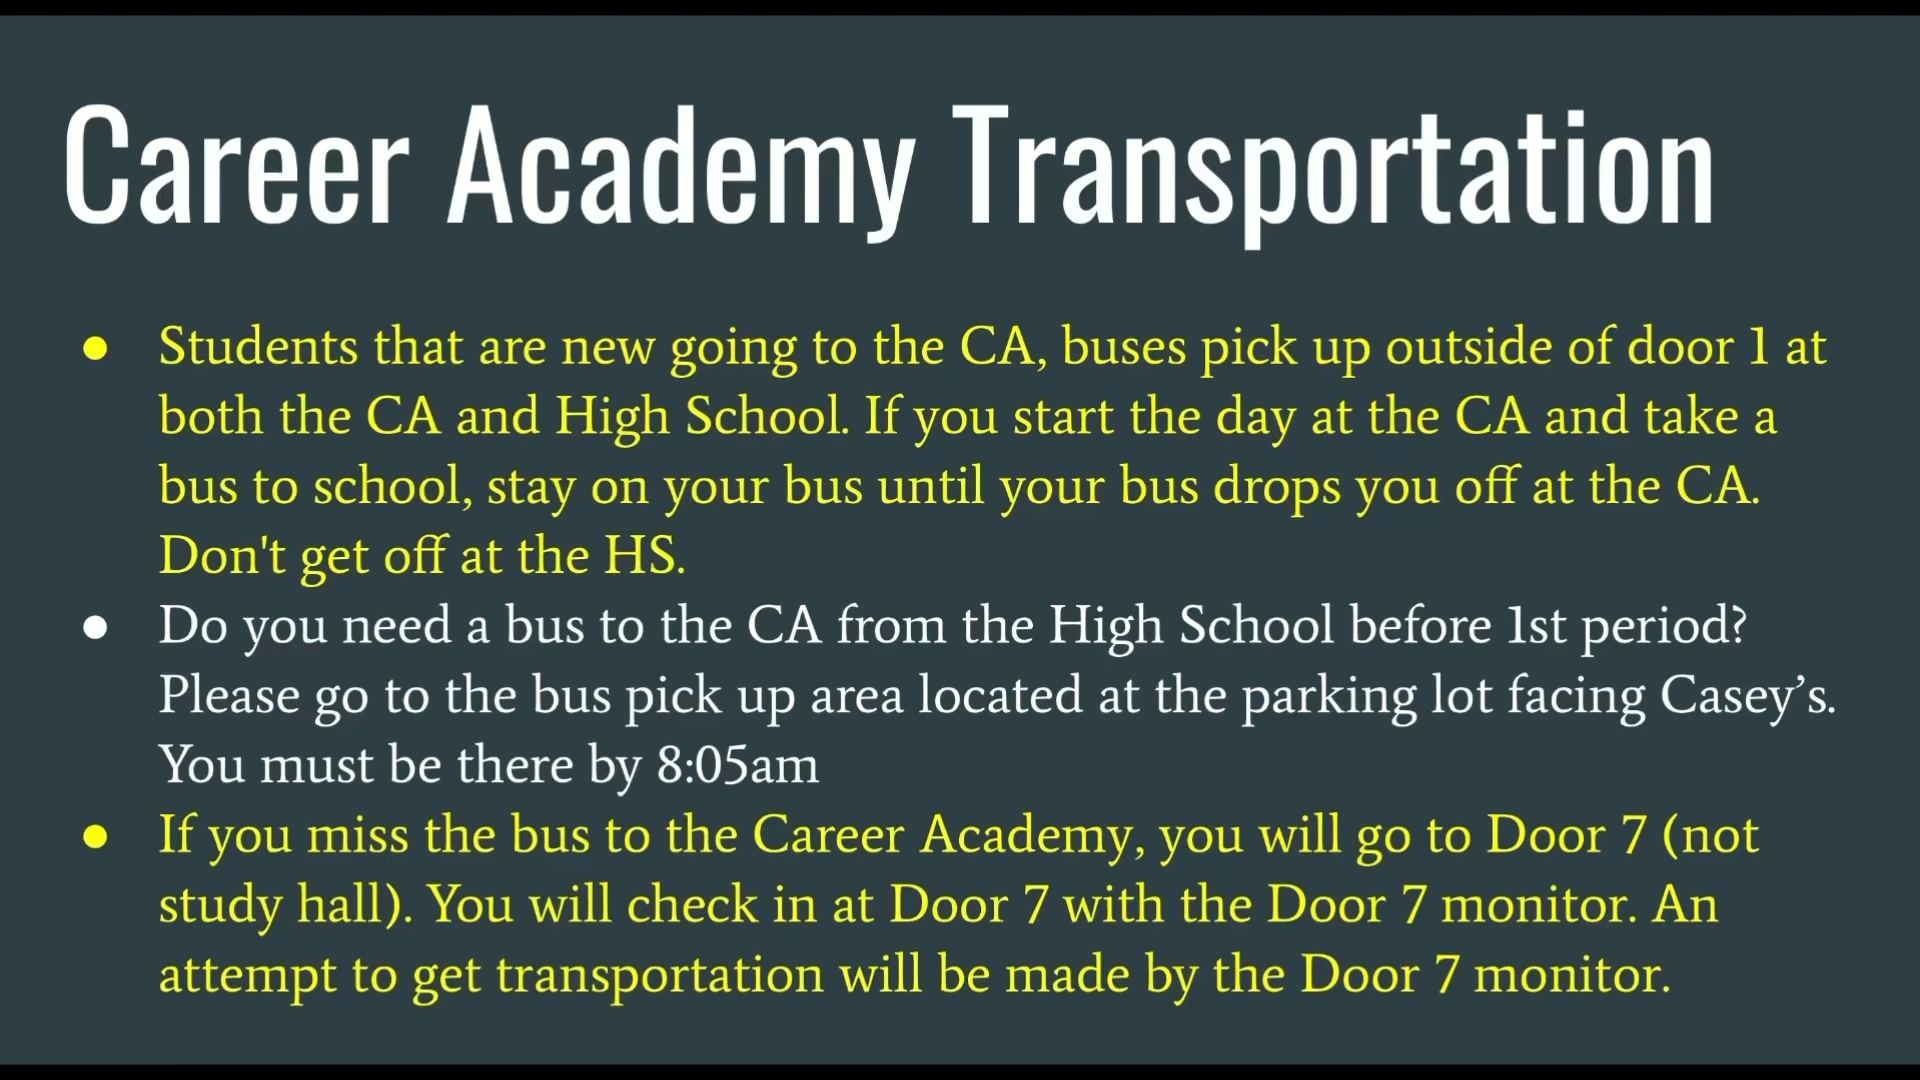 Career Academy Transportation
● Students that are new going to the CA, buses pick up outside of door 1 at
both the CA and High School. If you start the day at the CA and take a
bus to school, stay on your bus until your bus drops you off at the CA.
Don't get off at the HS.
● Do you need a bus to the CA from the High School before 1st period?
Please go to the bus pick up area located at the parking lot facing Casey’s.
You must be there by 8:05am
● If you miss the bus to the Career Academy, you will go to Door 7 (not
study hall). You will check in at Door 7 with the Door 7 monitor. An
attempt to get transportation will be made by the Door 7 monitor.